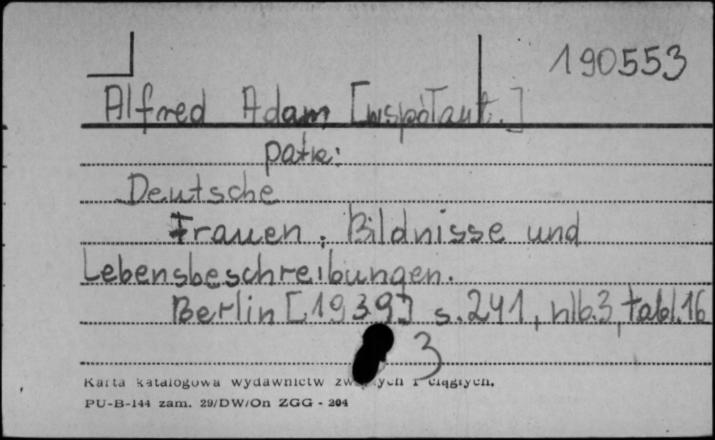 190553
Alfred Adam [współaut.]
patrz:
Deutsche
Frauen : Bildnisse und
Lebensbeschreibungen.
Berlin [1939] s.241, nlb.3, tabl.16
3
Karta katalogowa wydawnictw i ciągłych.
PU-B-144 zam. 29/DW/On ZGG - 204